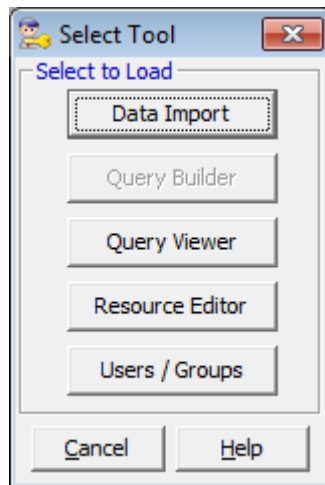 Select Tool
Select to Load
Data Import
Query Builder
Query Viewer
Resource Editor
Users / Groups
Cancel Help